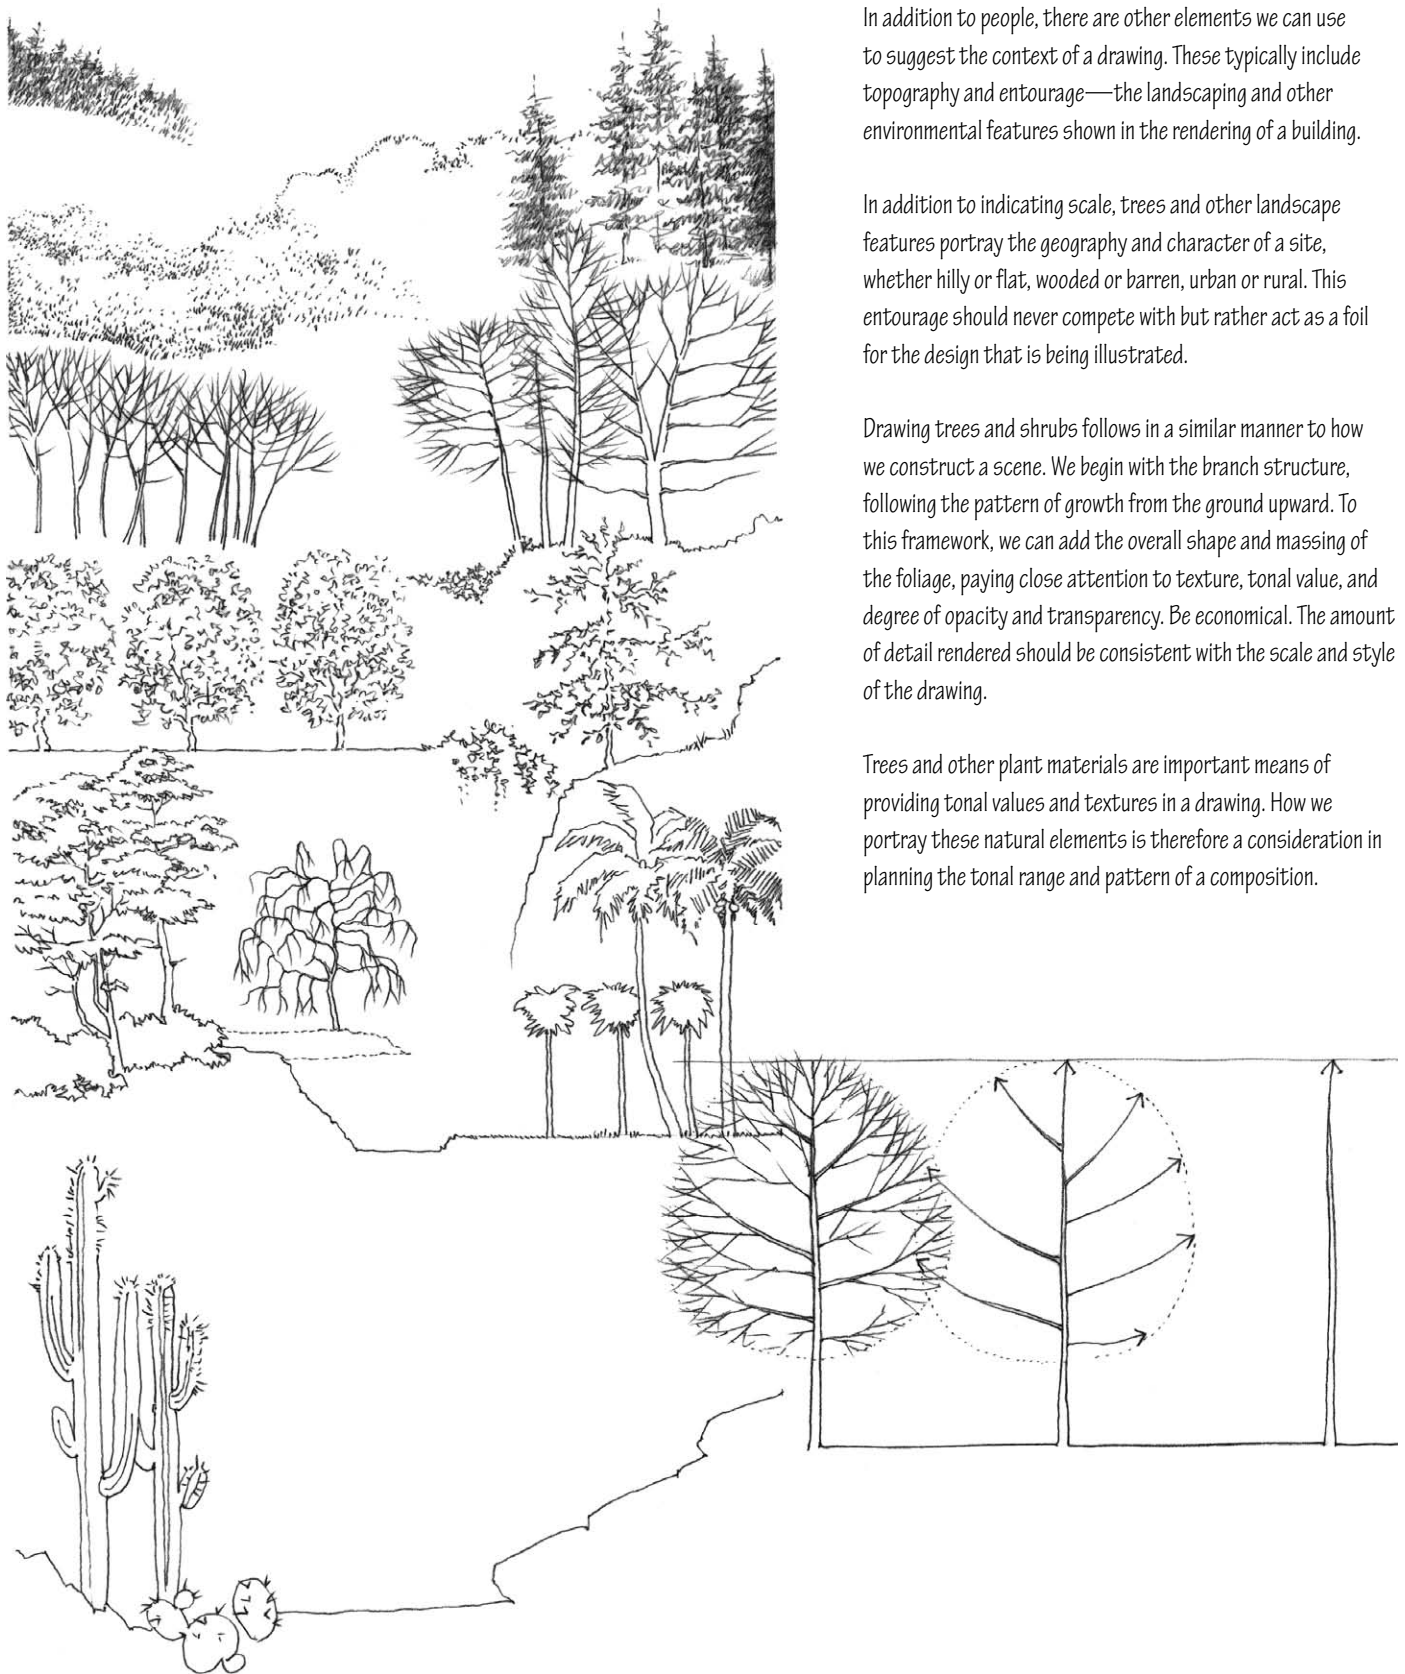 In addition to people, there are other elements we can use
to suggest the context of a drawing. These typically include
topography and entourage—the landscaping and other
environmental features shown in the rendering of a building.
In addition to indicating scale, trees and other landscape
features portray the geography and character of a site,
whether hilly or flat, wooded or barren, urban or rural. This
entourage should never compete with but rather act as a foil
for the design that is being illustrated.
Drawing trees and shrubs follows in a similar manner to how
we construct a scene. We begin with the branch structure,
following the pattern of growth from the ground upward. To
this framework, we can add the overall shape and massing of
the foliage, paying close attention to texture, tonal value, and
degree of opacity and transparency. Be economical. The amount
of detail rendered should be consistent with the scale and style
of the drawing.
Trees and other plant materials are important means of
providing tonal values and textures in a drawing. How we
portray these natural elements is therefore a consideration in
planning the tonal range and pattern of a composition.